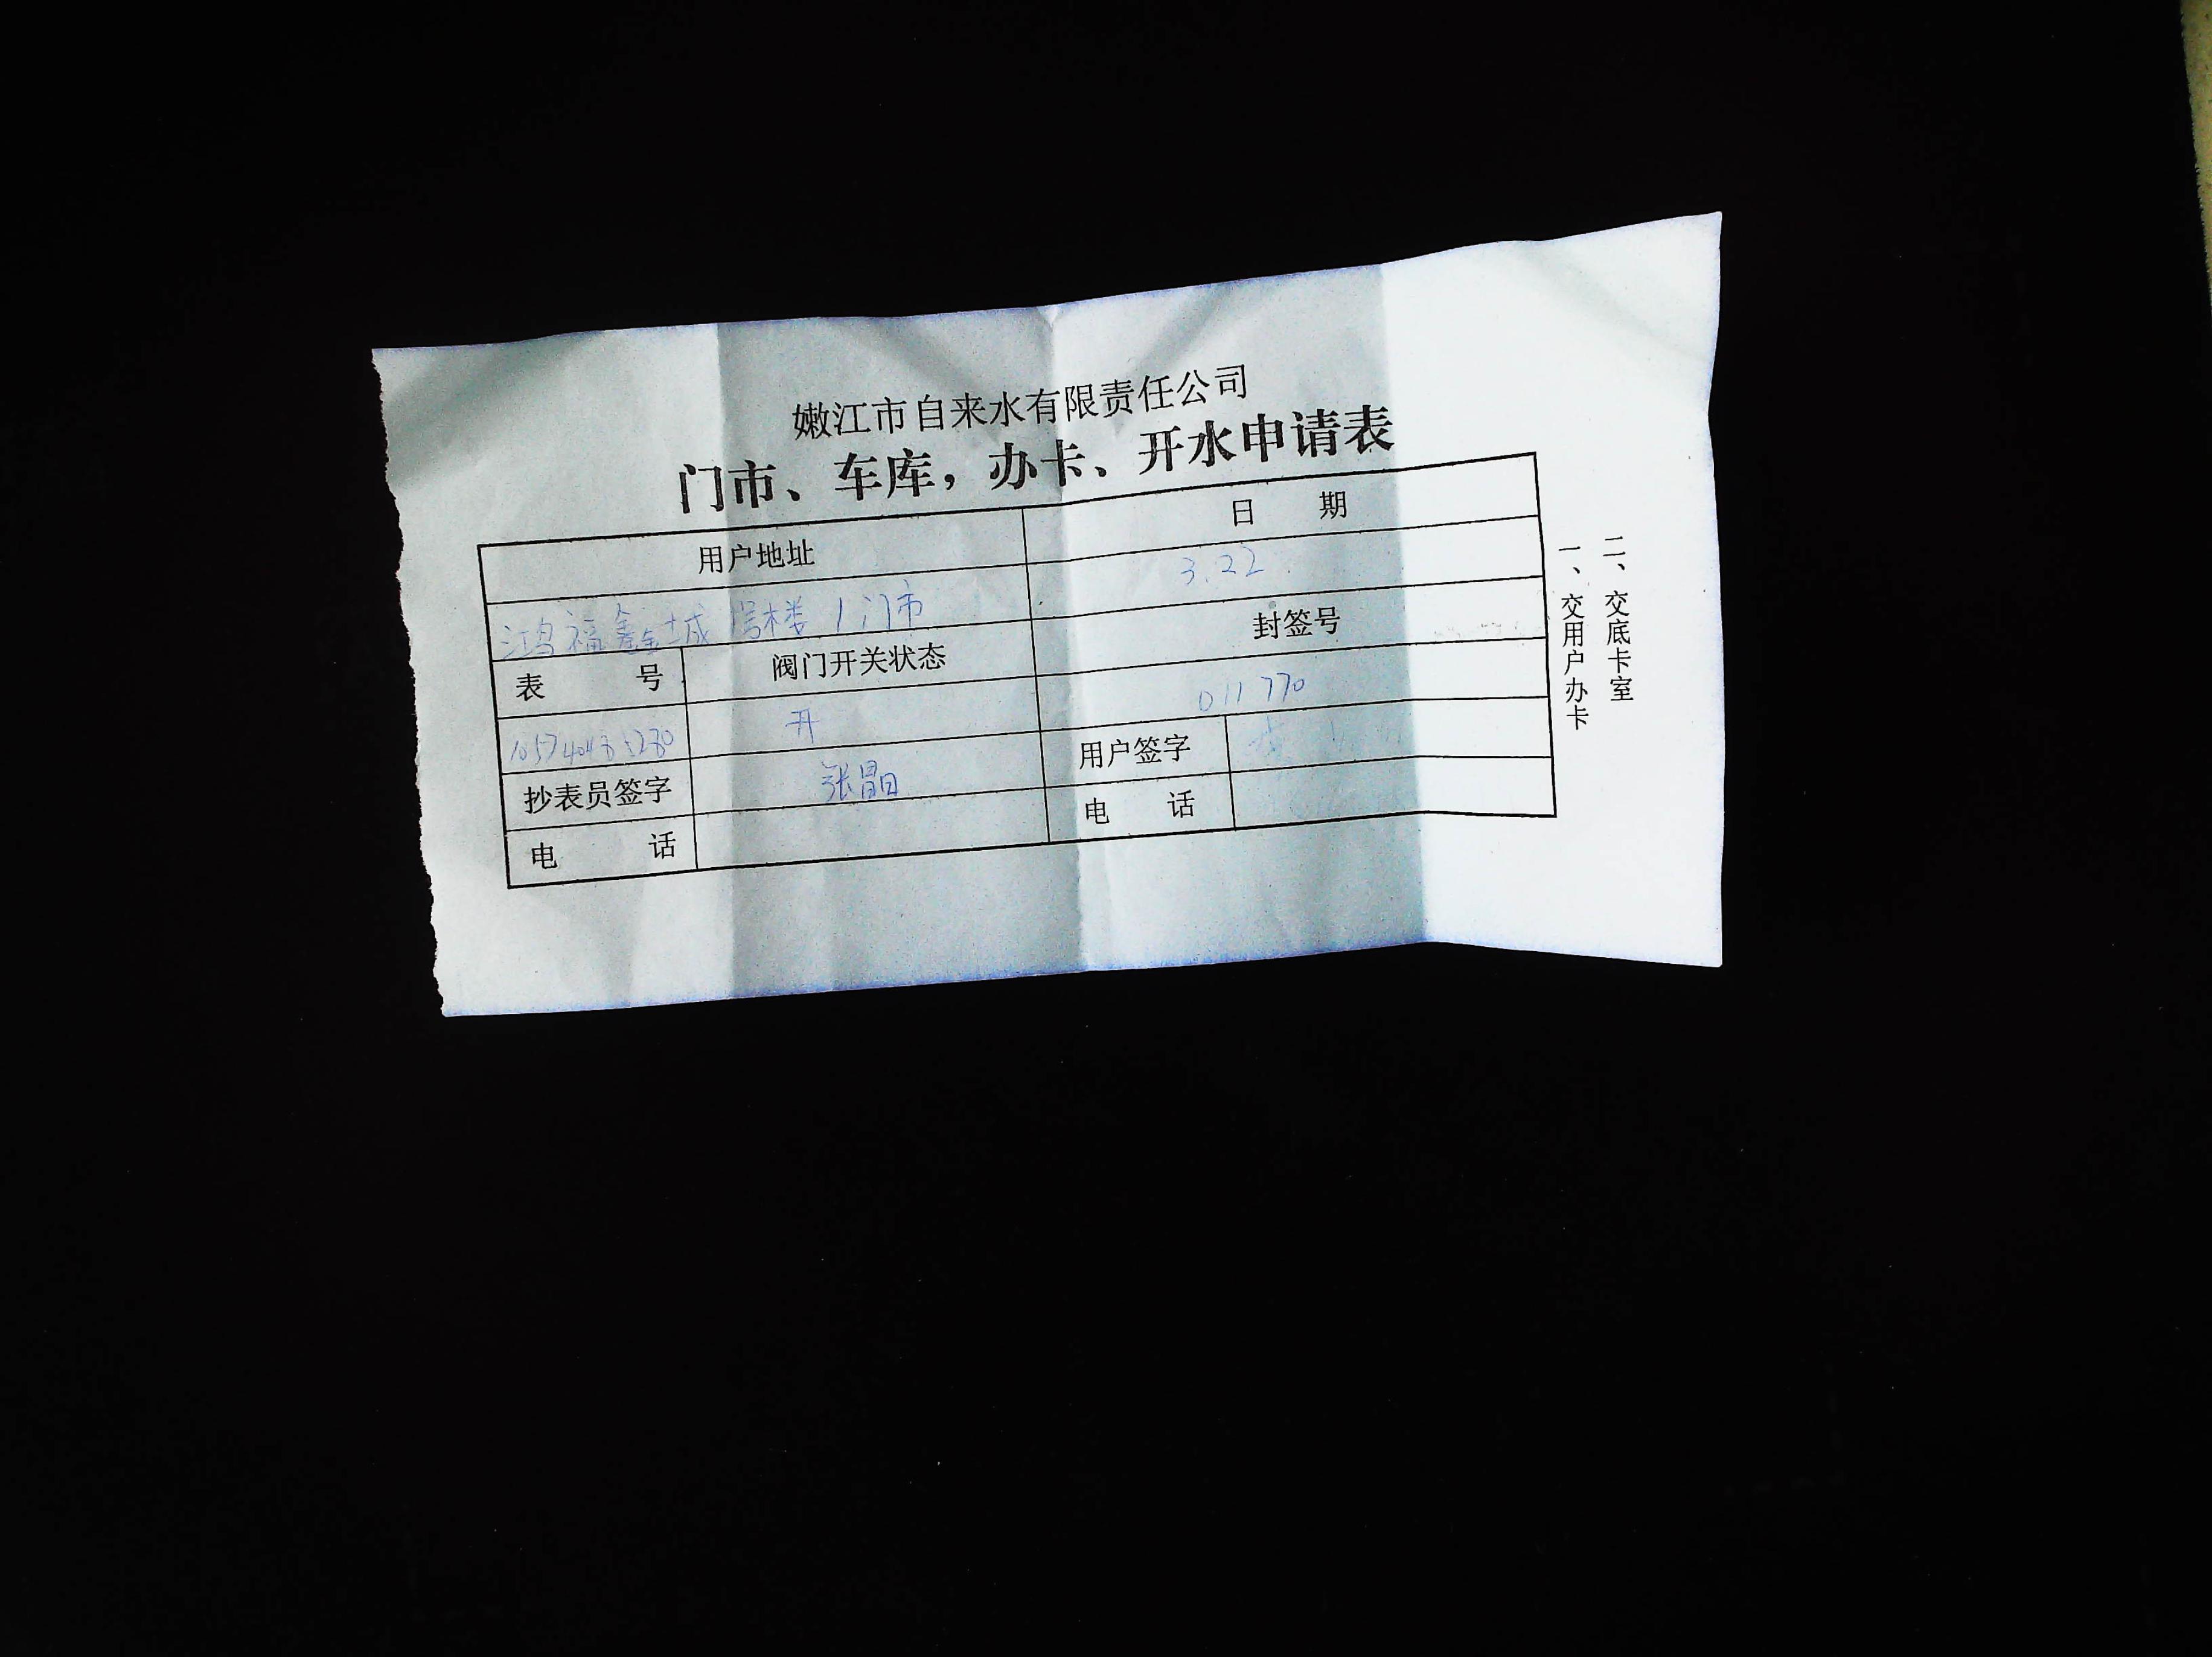 嫩江市自来水有限责任公司
门市、车库，办卡、开水申请表
用户地址 日 期
鸿福鑫城 楼 1门市 3.22
表 号 阀门开关状态 封签号
开 011770
抄表员签字 张晶 用户签字
电 话 电 话
一、交用户办卡
二、交底卡室